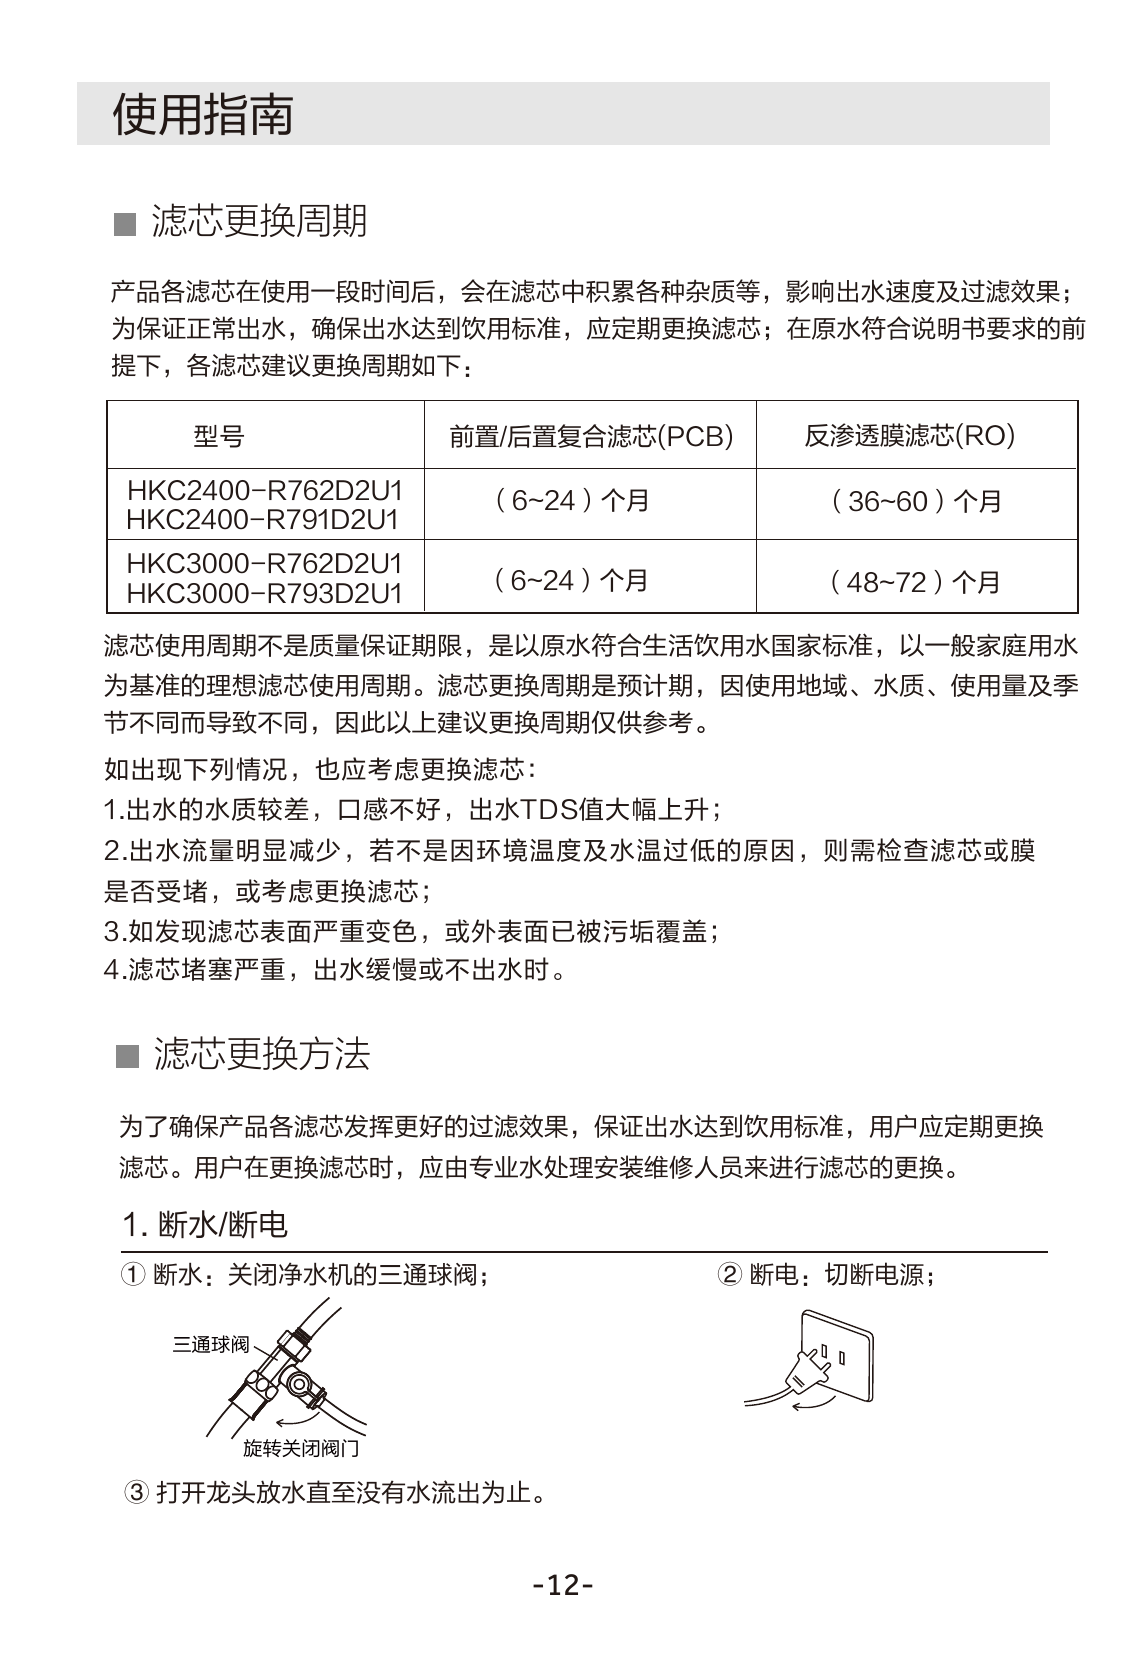 使用指南
滤芯更换周期
产品各滤芯在使用一段时间后，会在滤芯中积累各种杂质等，影响出水速度及过滤效果；
为保证正常出水，确保出水达到饮用标准，应定期更换滤芯；在原水符合说明书要求的前
提下，各滤芯建议更换周期如下：
型号 前置/后置复合滤芯(PCB) 反渗透膜滤芯(RO)
HKC2400-R762D2U1
HKC2400-R791D2U1
（6~24）个月 （36~60）个月
HKC3000-R762D2U1
HKC3000-R793D2U1
（6~24）个月 （48~72）个月
滤芯使用周期不是质量保证期限，是以原水符合生活饮用水国家标准，以一般家庭用水
为基准的理想滤芯使用周期。滤芯更换周期是预计期，因使用地域、水质、使用量及季
节不同而导致不同，因此以上建议更换周期仅供参考。
如出现下列情况，也应考虑更换滤芯：
1.出水的水质较差，口感不好，出水TDS值大幅上升；
2.出水流量明显减少，若不是因环境温度及水温过低的原因，则需检查滤芯或膜
是否受堵，或考虑更换滤芯；
3.如发现滤芯表面严重变色，或外表面已被污垢覆盖；
4.滤芯堵塞严重，出水缓慢或不出水时。
滤芯更换方法
为了确保产品各滤芯发挥更好的过滤效果，保证出水达到饮用标准，用户应定期更换
滤芯。用户在更换滤芯时，应由专业水处理安装维修人员来进行滤芯的更换。
1. 断水/断电
① 断水：关闭净水机的三通球阀； ② 断电：切断电源；
三通球阀
旋转关闭阀门
③ 打开龙头放水直至没有水流出为止。
-12-